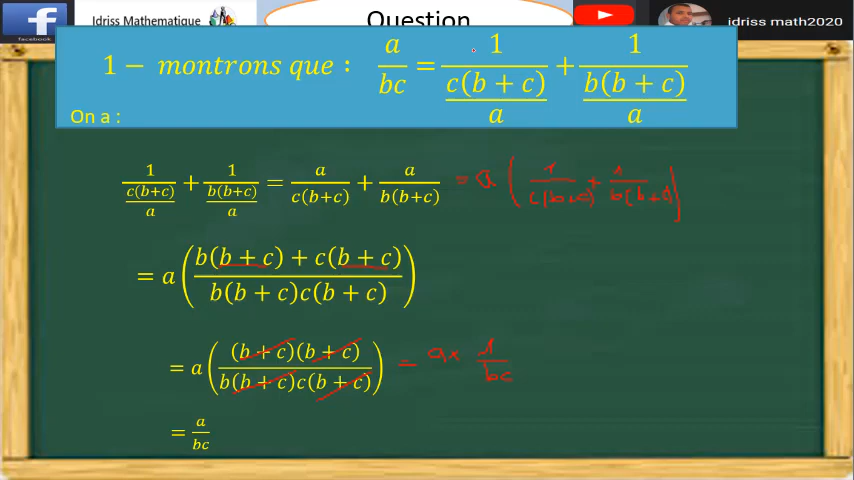 f
facebook
Idriss Mathematique
Question
idriss math2020
1 − montrons que : a/bc = 1/(c(b + c)/a) + 1/(b(b + c)/a)
On a :
1/(c(b+c)/a) + 1/(b(b+c)/a) = a/c(b+c) + a/b(b+c) = a ( 1/c(b+c) + 1/b(b+c) )
= a ( b(b + c) + c(b + c) / b(b + c)c(b + c) )
= a ( (b + c)(b + c) / b(b + c)c(b + c) ) = a × 1/bc
= a/bc